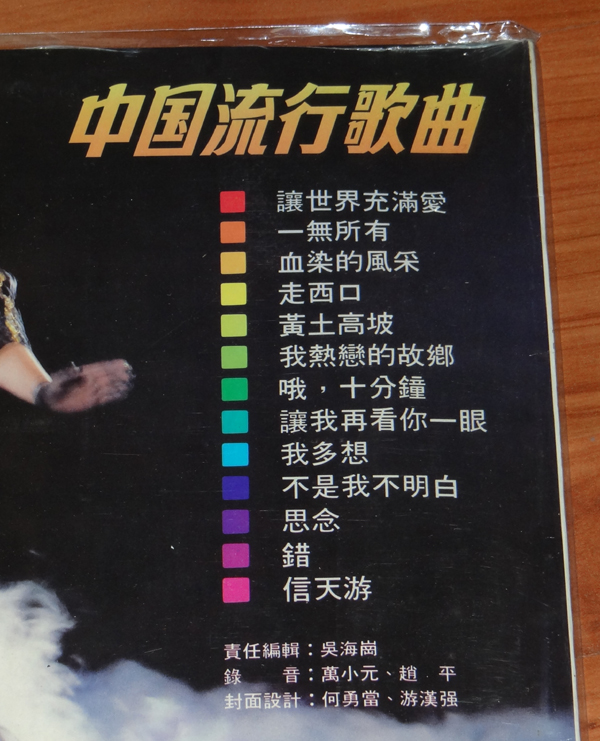 中国流行歌曲
讓世界充滿愛
一無所有
血染的風采
走西口
黃土高坡
我熱戀的故鄉
哦，十分鐘
讓我再看你一眼
我多想
不是我不明白
思念
錯
信天游
責任編輯：吳海崗
錄　　音：萬小元、趙　平
封面設計：何勇當、游漢强